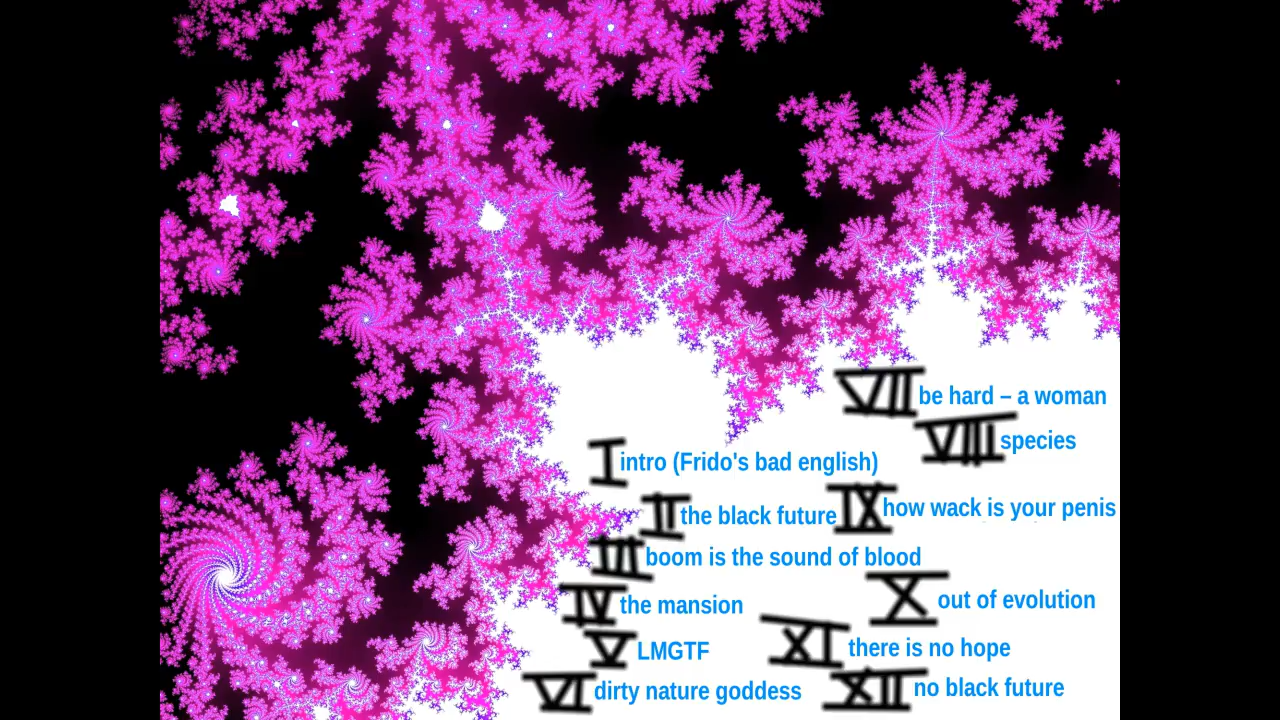 I intro (Frido's bad english)
II the black future
III boom is the sound of blood
IV the mansion
V LMGTF
VI dirty nature goddess
VII be hard – a woman
VIII species
IX how wack is your penis
X out of evolution
XI there is no hope
XII no black future